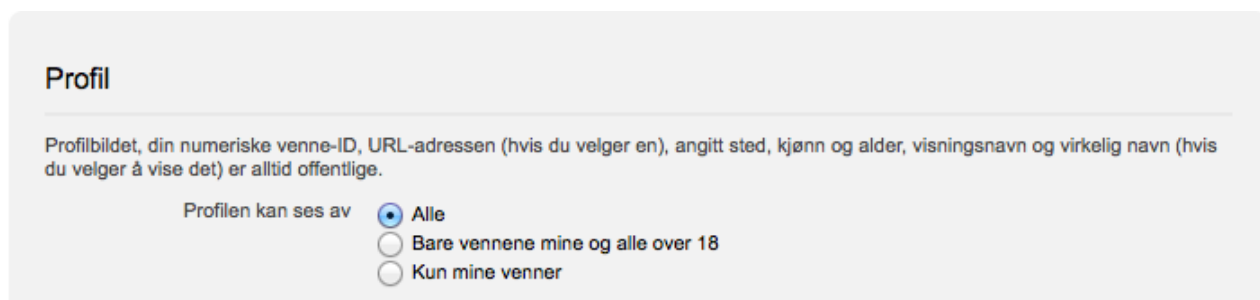 Profil
Profilbildet, din numeriske venne-ID, URL-adressen (hvis du velger en), angitt sted, kjønn og alder, visningsnavn og virkelig navn (hvis
du velger å vise det) er alltid offentlige.
Profilen kan ses av
Alle
Bare vennene mine og alle over 18
Kun mine venner